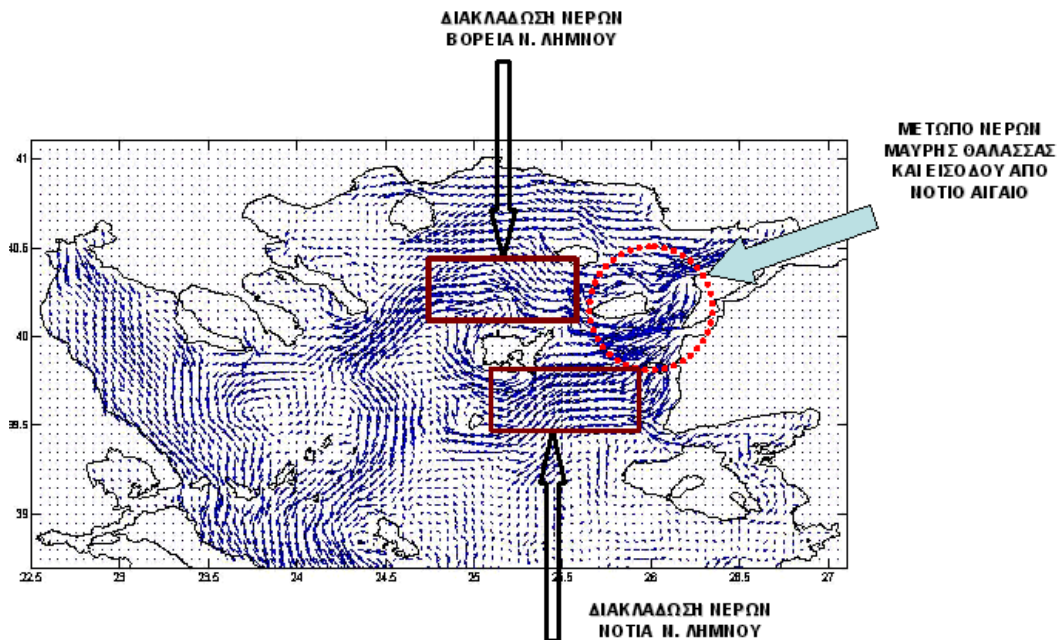 ΔΙΑΚΛΑΔΩΣΗ ΝΕΡΩΝ
ΒΟΡΕΙΑ Ν. ΛΗΜΝΟΥ
ΜΕΤΩΠΟ ΝΕΡΩΝ
ΜΑΥΡΗΣ ΘΑΛΑΣΣΑΣ
ΚΑΙ ΕΙΣΟΔΟΥ ΑΠΟ
ΝΟΤΙΟ ΑΙΓΑΙΟ
41
40.5
40
39.5
39
22.5 23 23.5 24 24.5 25 25.5 26 26.5 27
ΔΙΑΚΛΑΔΩΣΗ ΝΕΡΩΝ
ΝΟΤΙΑ Ν. ΛΗΜΝΟΥ